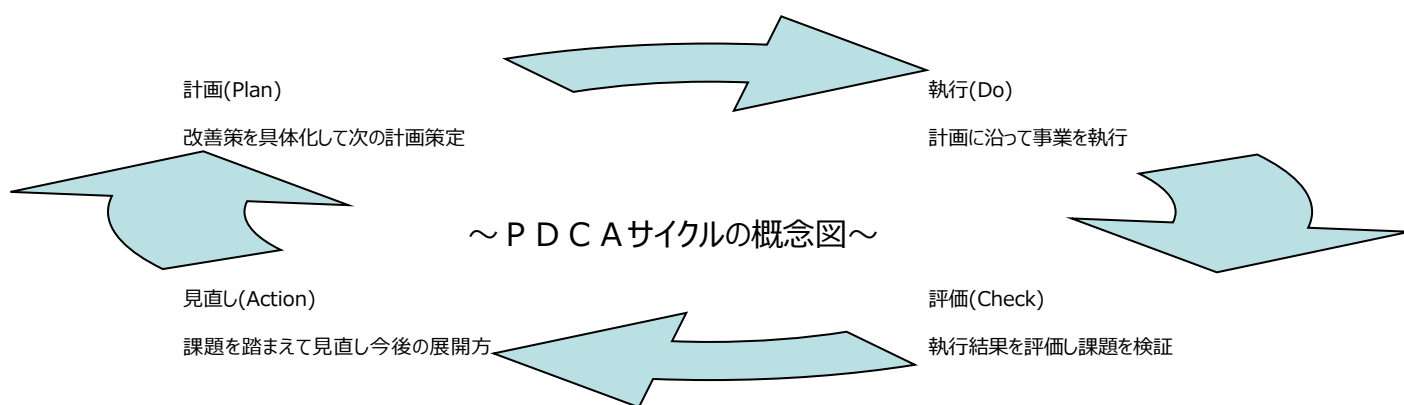 計画(Plan)
改善策を具体化して次の計画策定
執行(Do)
計画に沿って事業を執行
～ＰＤＣＡサイクルの概念図～
見直し(Action)
課題を踏まえて見直し今後の展開方
評価(Check)
執行結果を評価し課題を検証